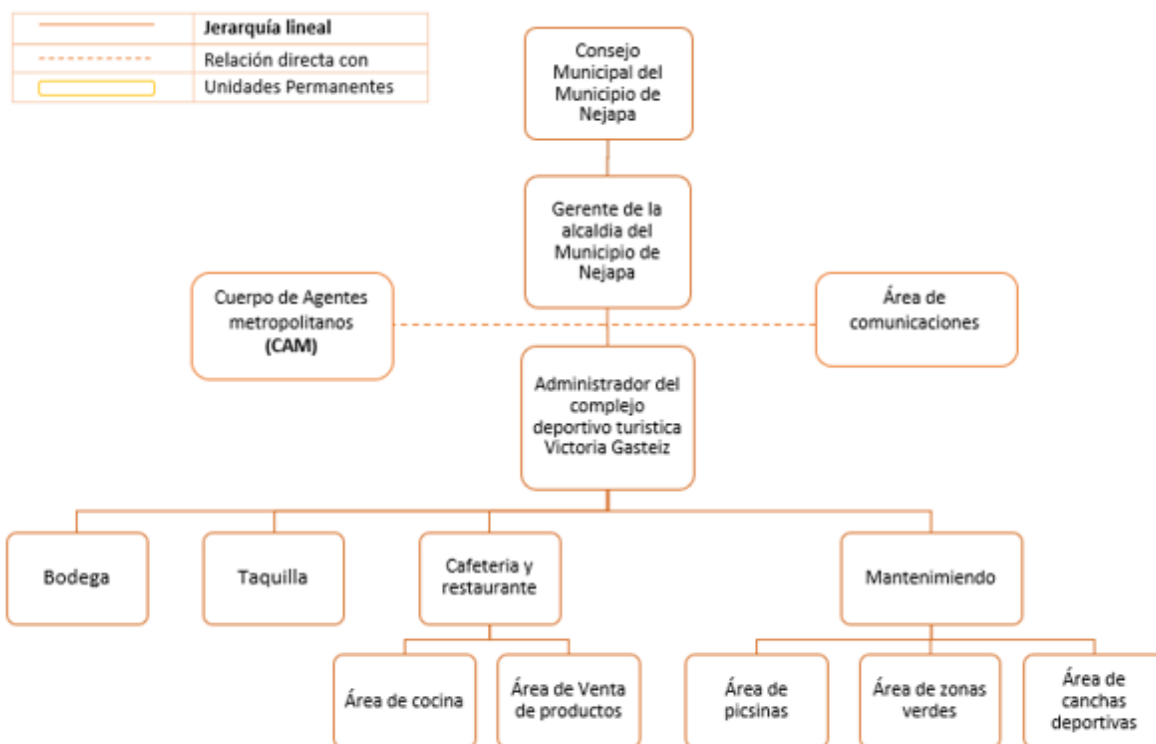 Jerarquía lineal
Relación directa con
Unidades Permanentes
Consejo
Municipal del
Municipio de
Nejapa
Gerente de la
alcaldia del
Municipio de
Nejapa
Cuerpo de Agentes
metropolitanos
(CAM)
Área de
comunicaciones
Administrador del
complejo
deportivo turistica
Victoria Gasteiz
Bodega
Taquilla
Cafeteria y
restaurante
Mantenimiendo
Área de cocina
Área de Venta
de productos
Área de
picsinas
Área de zonas
verdes
Área de
canchas
deportivas